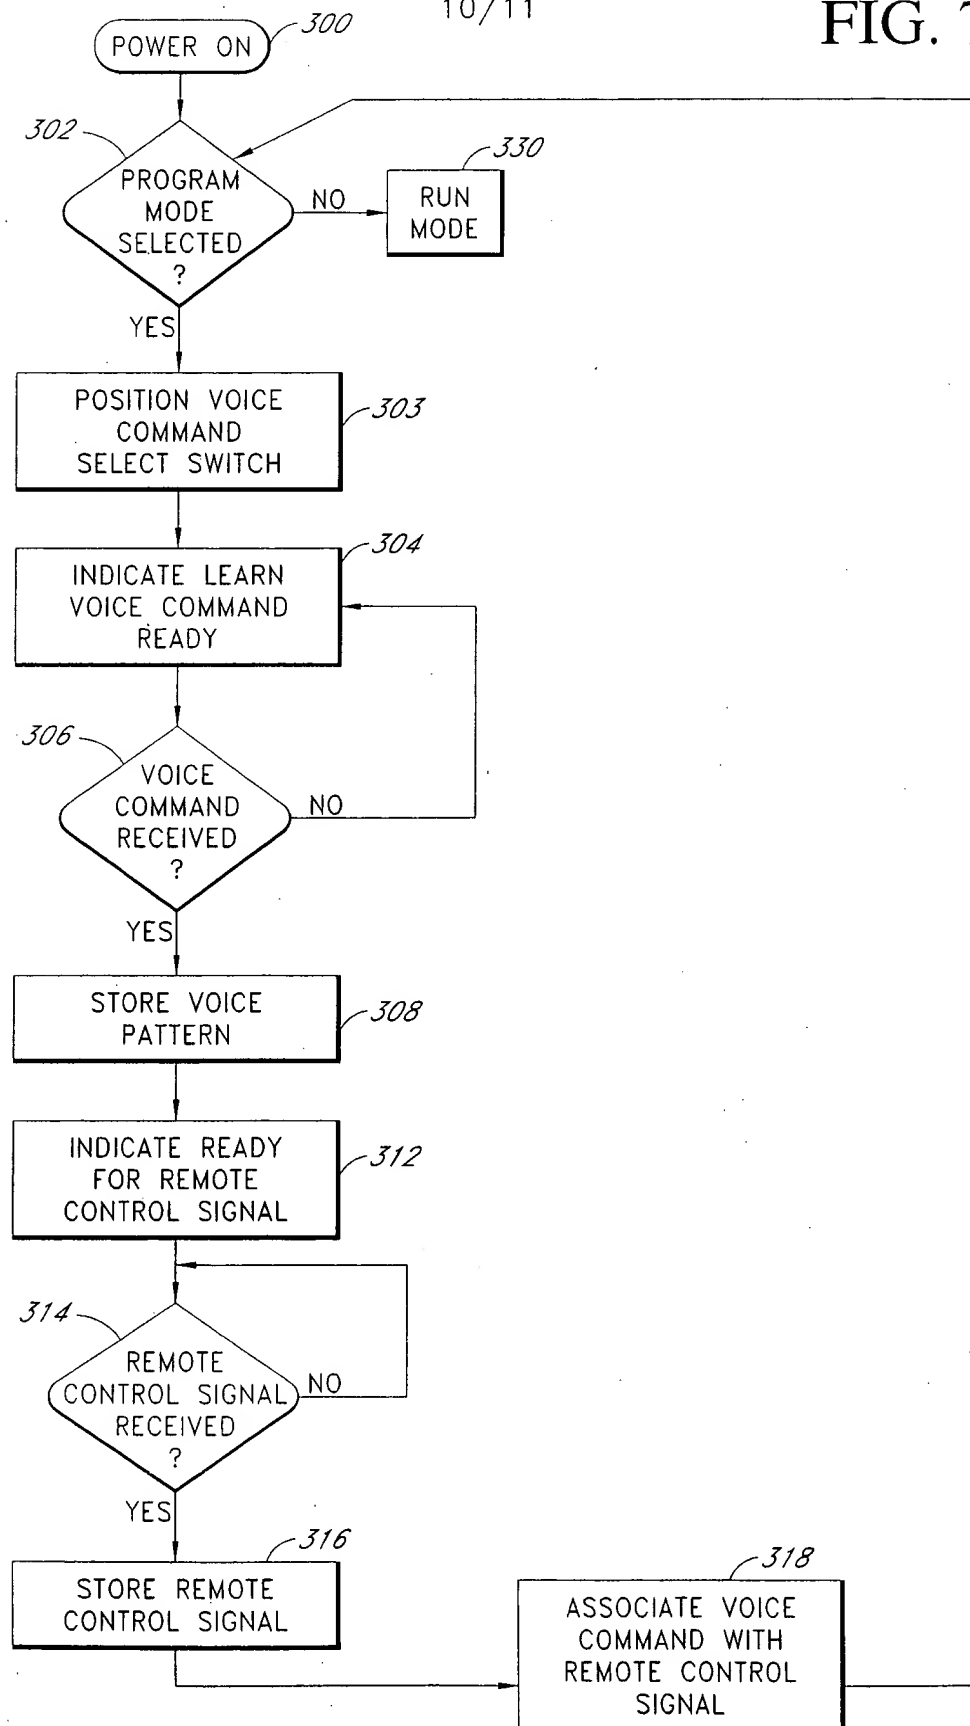 10/11
FIG. 7
POWER ON
300
302
PROGRAM
MODE
SELECTED
?
NO
330
RUN
MODE
YES
POSITION VOICE
COMMAND
SELECT SWITCH
303
304
INDICATE LEARN
VOICE COMMAND
READY
306
VOICE
COMMAND
RECEIVED
?
NO
YES
STORE VOICE
PATTERN
308
INDICATE READY
FOR REMOTE
CONTROL SIGNAL
312
314
REMOTE
CONTROL SIGNAL
RECEIVED
?
NO
YES
316
STORE REMOTE
CONTROL SIGNAL
318
ASSOCIATE VOICE
COMMAND WITH
REMOTE CONTROL
SIGNAL